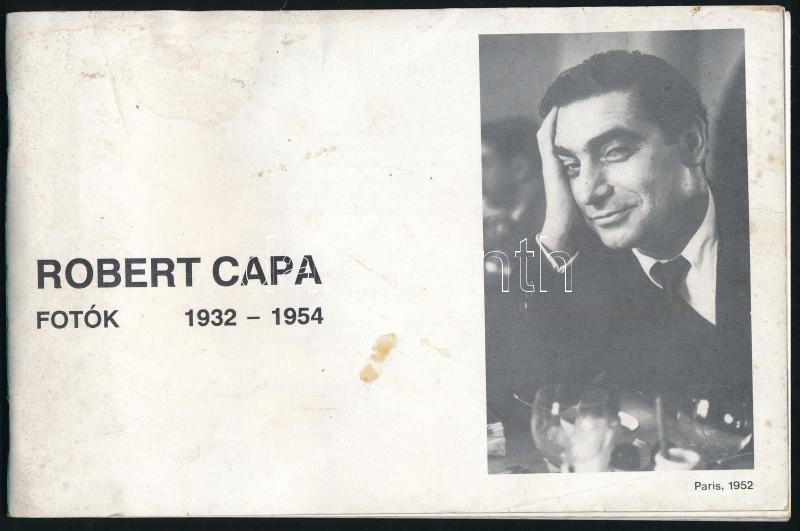 ROBERT CAPA
FOTÓK 1932 – 1954
Paris, 1952